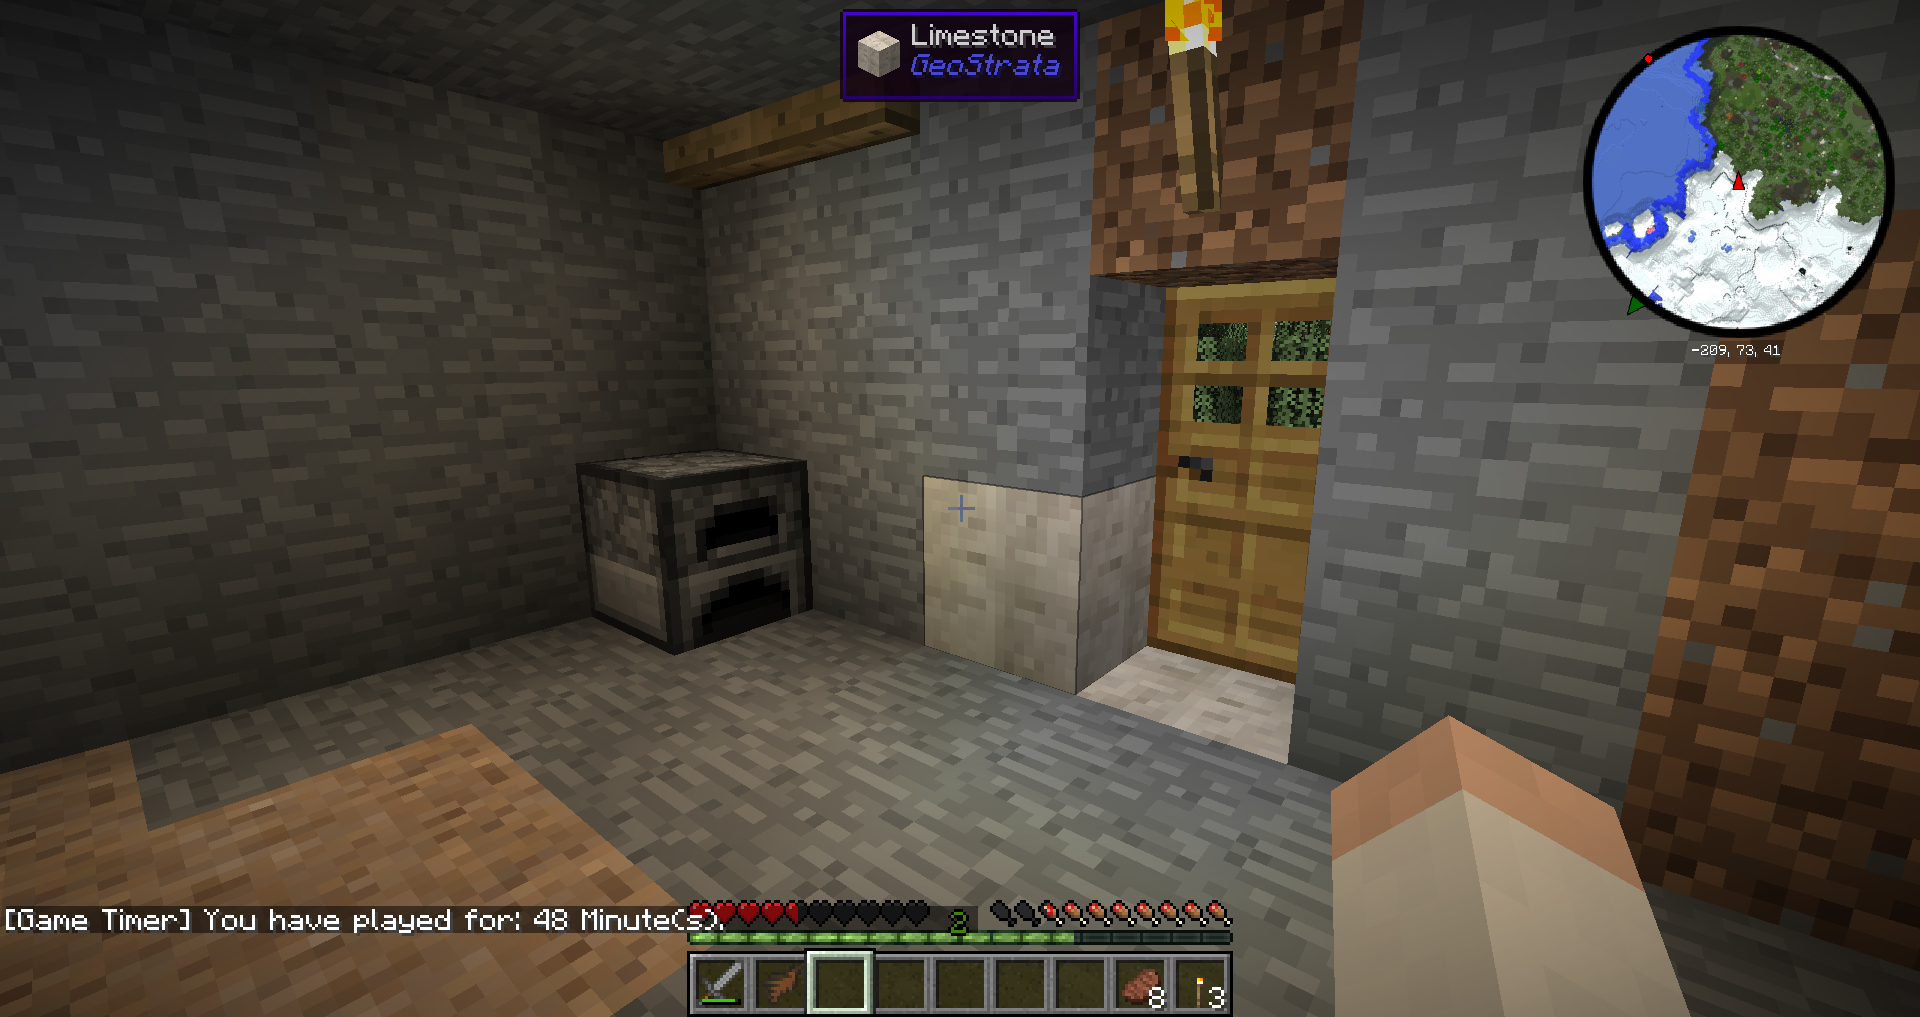 Limestone
GeoStrata
-209, 73, 41
[Game Timer] You have played for: 48 Minute(s).
2
8
3